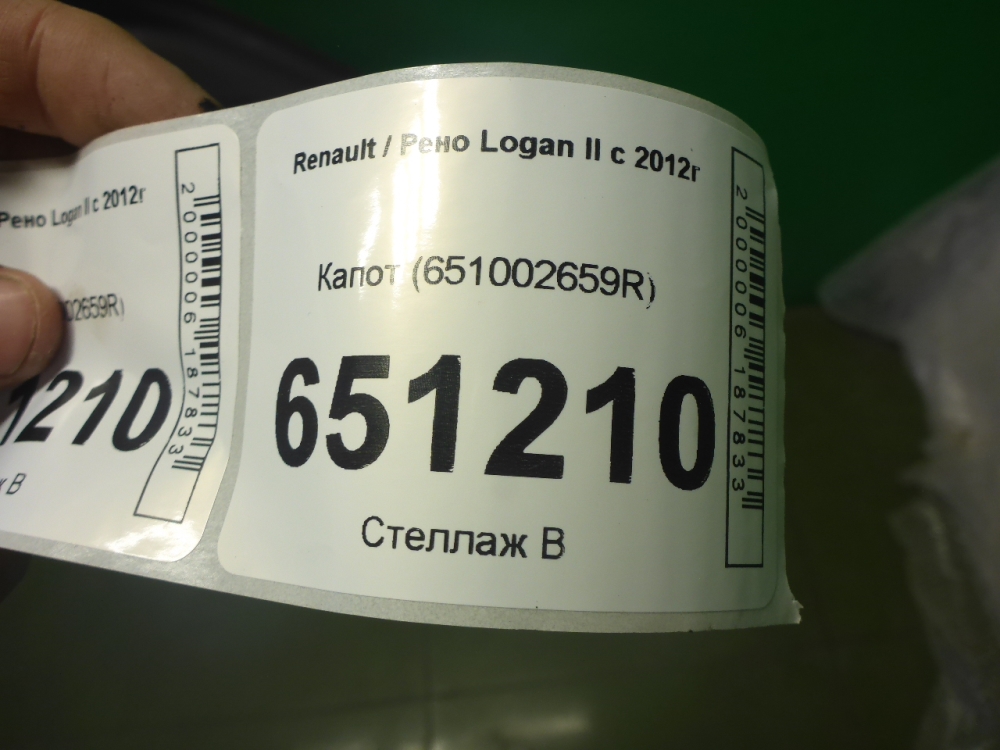 Рено Logan II с 2012г
02659R)
1210
ж В
2000006187833
Renault / Рено Logan II с 2012г
Капот (651002659R)
651210
Стеллаж В
2000006187833